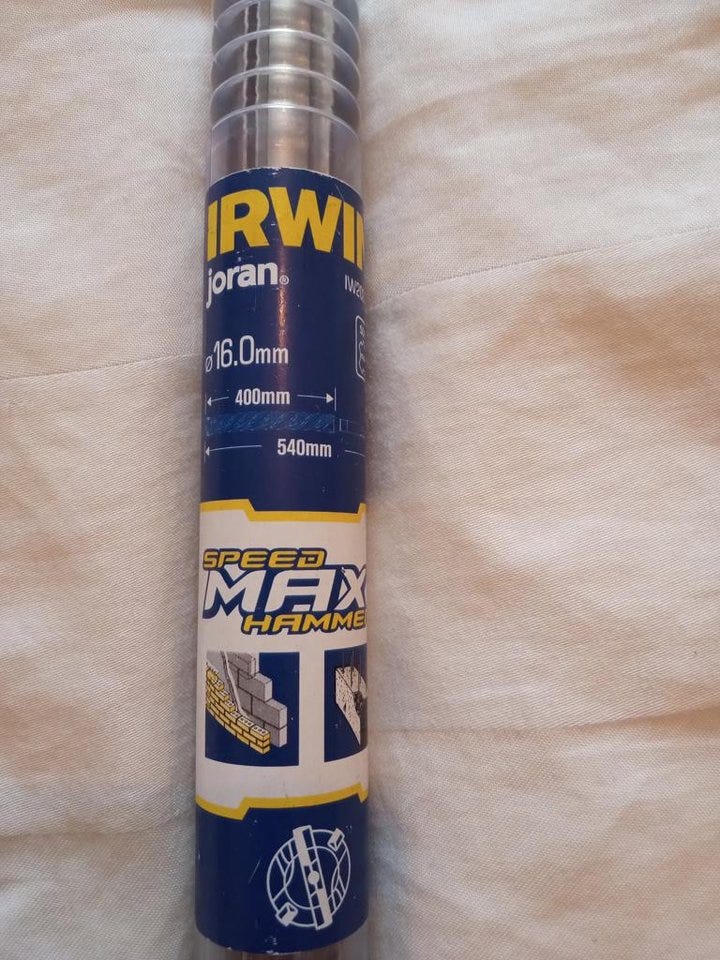 IRWI
joran®
ø16.0mm
400mm
540mm
SPEED
MAX
HAMME